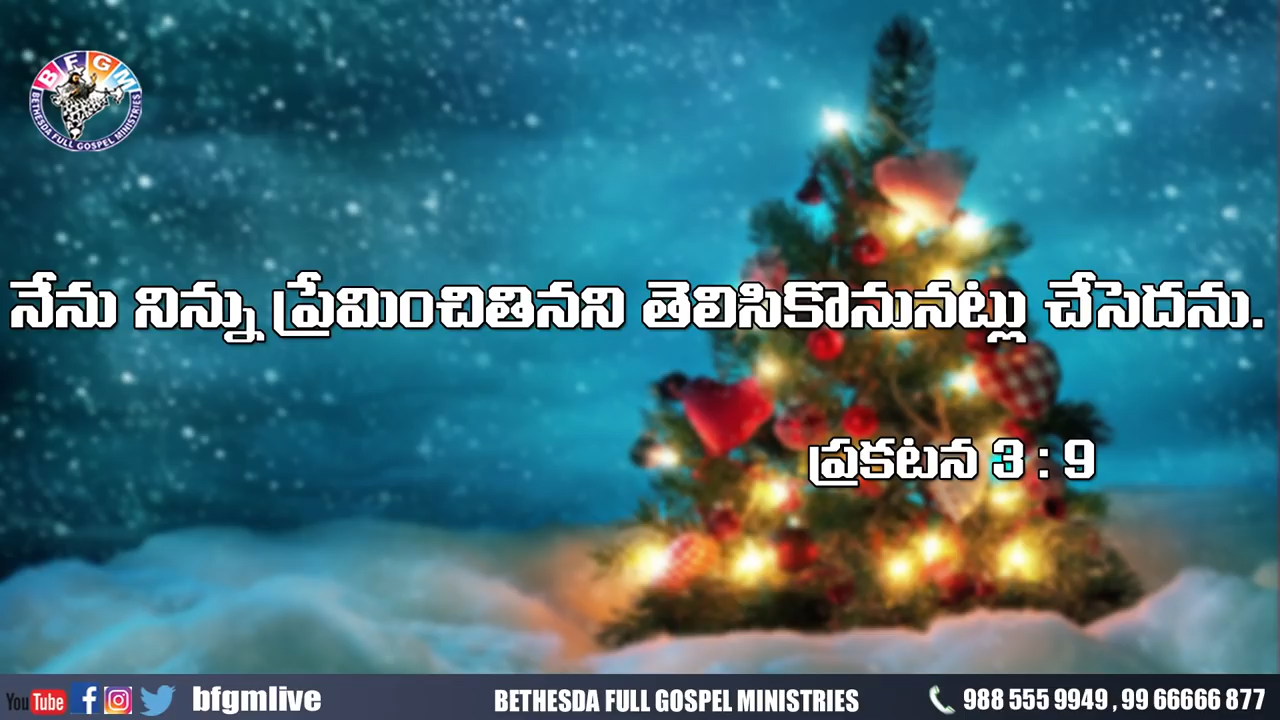 BFGM
BETHESDA FULL GOSPEL MINISTRIES
నేను నిన్ను ప్రేమించితినని తెలిసికొనునట్లు చేసెదను.
ప్రకటన 3 : 9
YouTube f bfgmlive BETHESDA FULL GOSPEL MINISTRIES 988 555 9949 , 99 66666 877